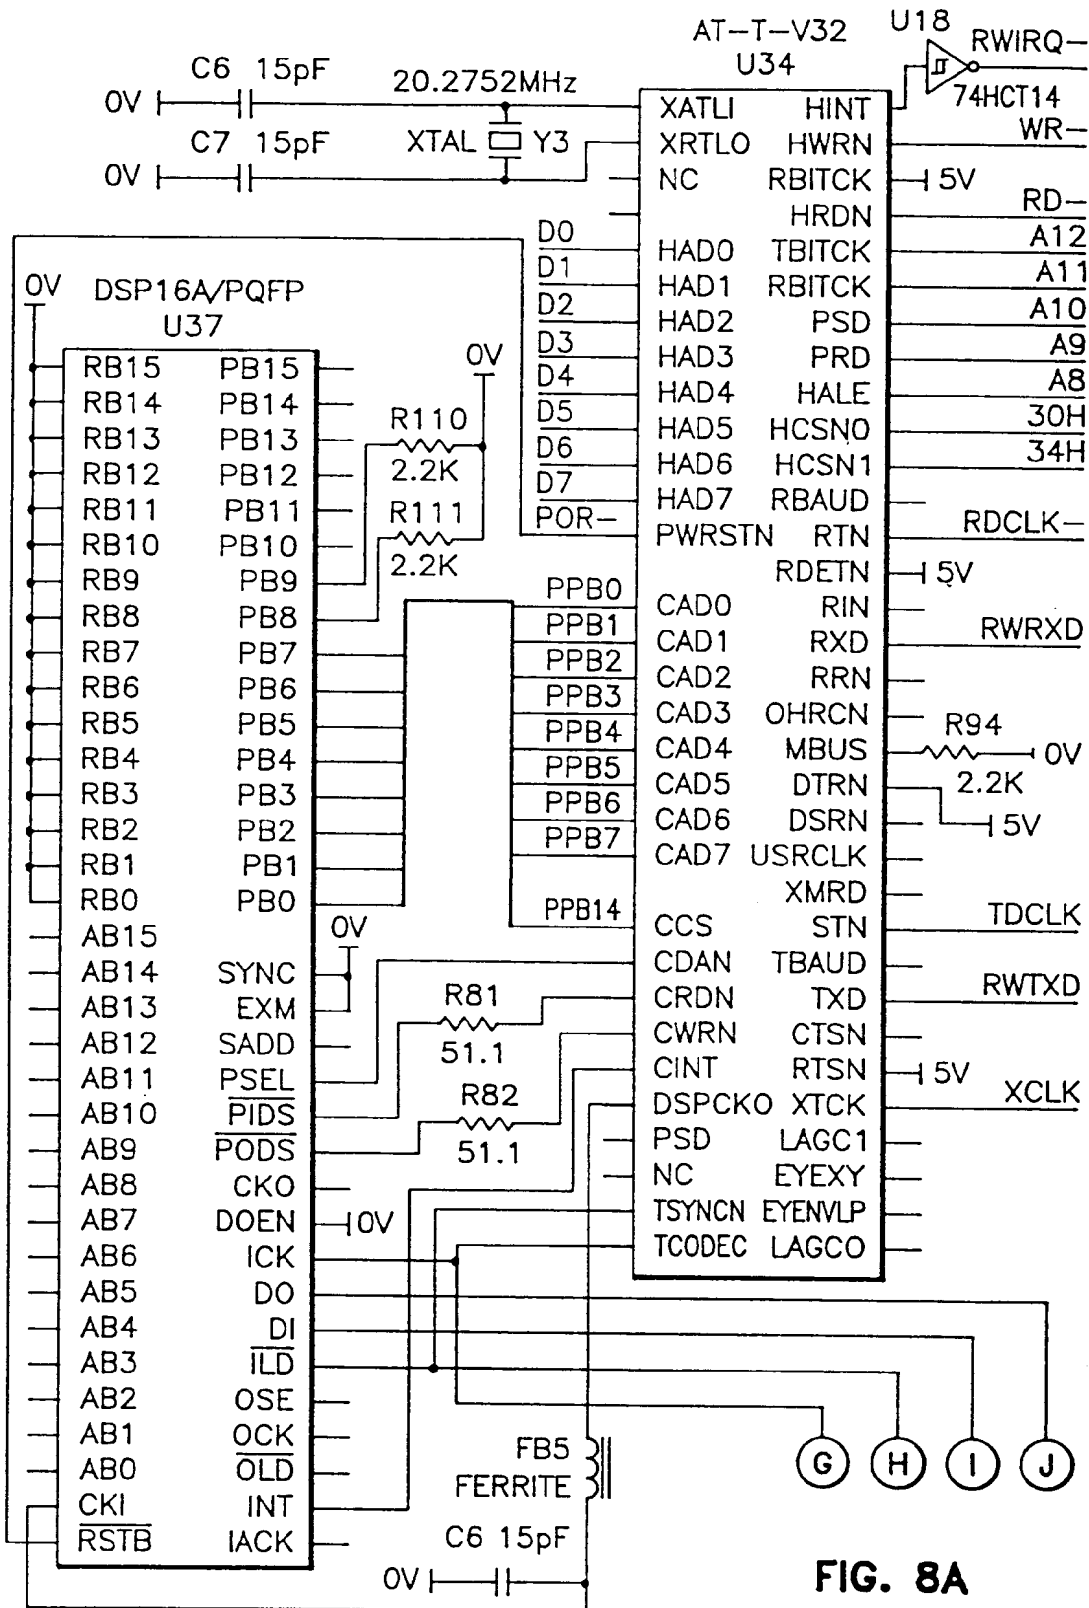 AT-T-V32
U34
U18
RWIRQ-
74HCT14
C6 15pF
20.2752MHz
0V
C7 15pF
XTAL Y3
0V
XATLI HINT
XRTLO HWRN WR-
NC RBITCK 5V
HRDN RD-
D0 HAD0 TBITCK A12
D1 HAD1 RBITCK A11
D2 HAD2 PSD A10
D3 HAD3 PRD A9
D4 HAD4 HALE A8
D5 HAD5 HCSN0 30H
D6 HAD6 HCSN1 34H
D7 HAD7 RBAUD
POR- PWRSTN RTN RDCLK-
RDETN 5V
PPB0 CAD0 RIN
PPB1 CAD1 RXD RWRXD
PPB2 CAD2 RRN
PPB3 CAD3 OHRCN
PPB4 CAD4 MBUS R94 2.2K 0V
PPB5 CAD5 DTRN 5V
PPB6 CAD6 DSRN
PPB7 CAD7 USRCLK
XMRD
PPB14 CCS STN TDCLK
CDAN TBAUD
CRDN TXD RWTXD
CWRN CTSN
CINT RTSN 5V
DSPCKO XTCK XCLK
PSD LAGC1
NC EYEXY
TSYNCN EYENVLP
TCODEC LAGCO
0V
DSP16A/PQFP
U37
RB15 PB15
RB14 PB14
RB13 PB13
RB12 PB12
RB11 PB11
RB10 PB10
RB9 PB9
RB8 PB8
RB7 PB7
RB6 PB6
RB5 PB5
RB4 PB4
RB3 PB3
RB2 PB2
RB1 PB1
RB0 PB0
AB15
AB14 SYNC
AB13 EXM
AB12 SADD
AB11 PSEL
AB10 PIDS
AB9 PODS
AB8 CKO
AB7 DOEN 0V
AB6 ICK
AB5 DO
AB4 DI
AB3 ILD
AB2 OSE
AB1 OCK
AB0 OLD
CKI INT
RSTB IACK
0V
R110
2.2K
R111
2.2K
0V
R81
51.1
R82
51.1
FB5
FERRITE
C6 15pF
0V
G H I J
FIG. 8A